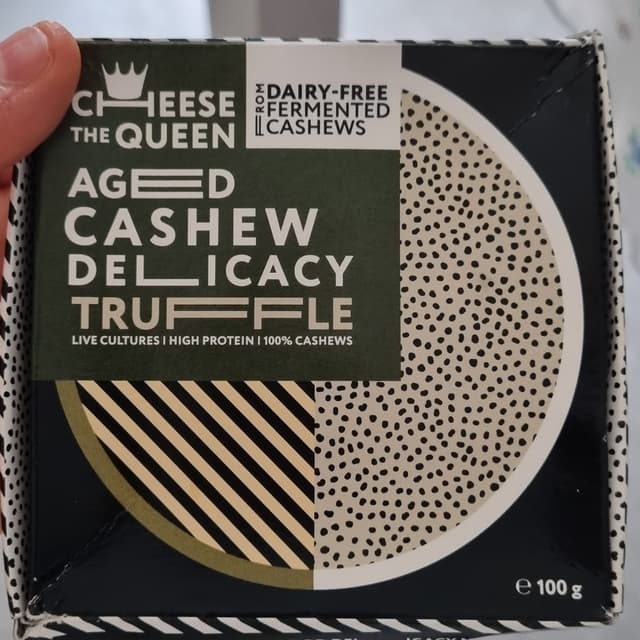 CHEESE
THE QUEEN
FROM
DAIRY-FREE
FERMENTED
CASHEWS
AGED
CASHEW
DELICACY
TRUFFLE
LIVE CULTURES | HIGH PROTEIN | 100% CASHEWS
℮ 100 g